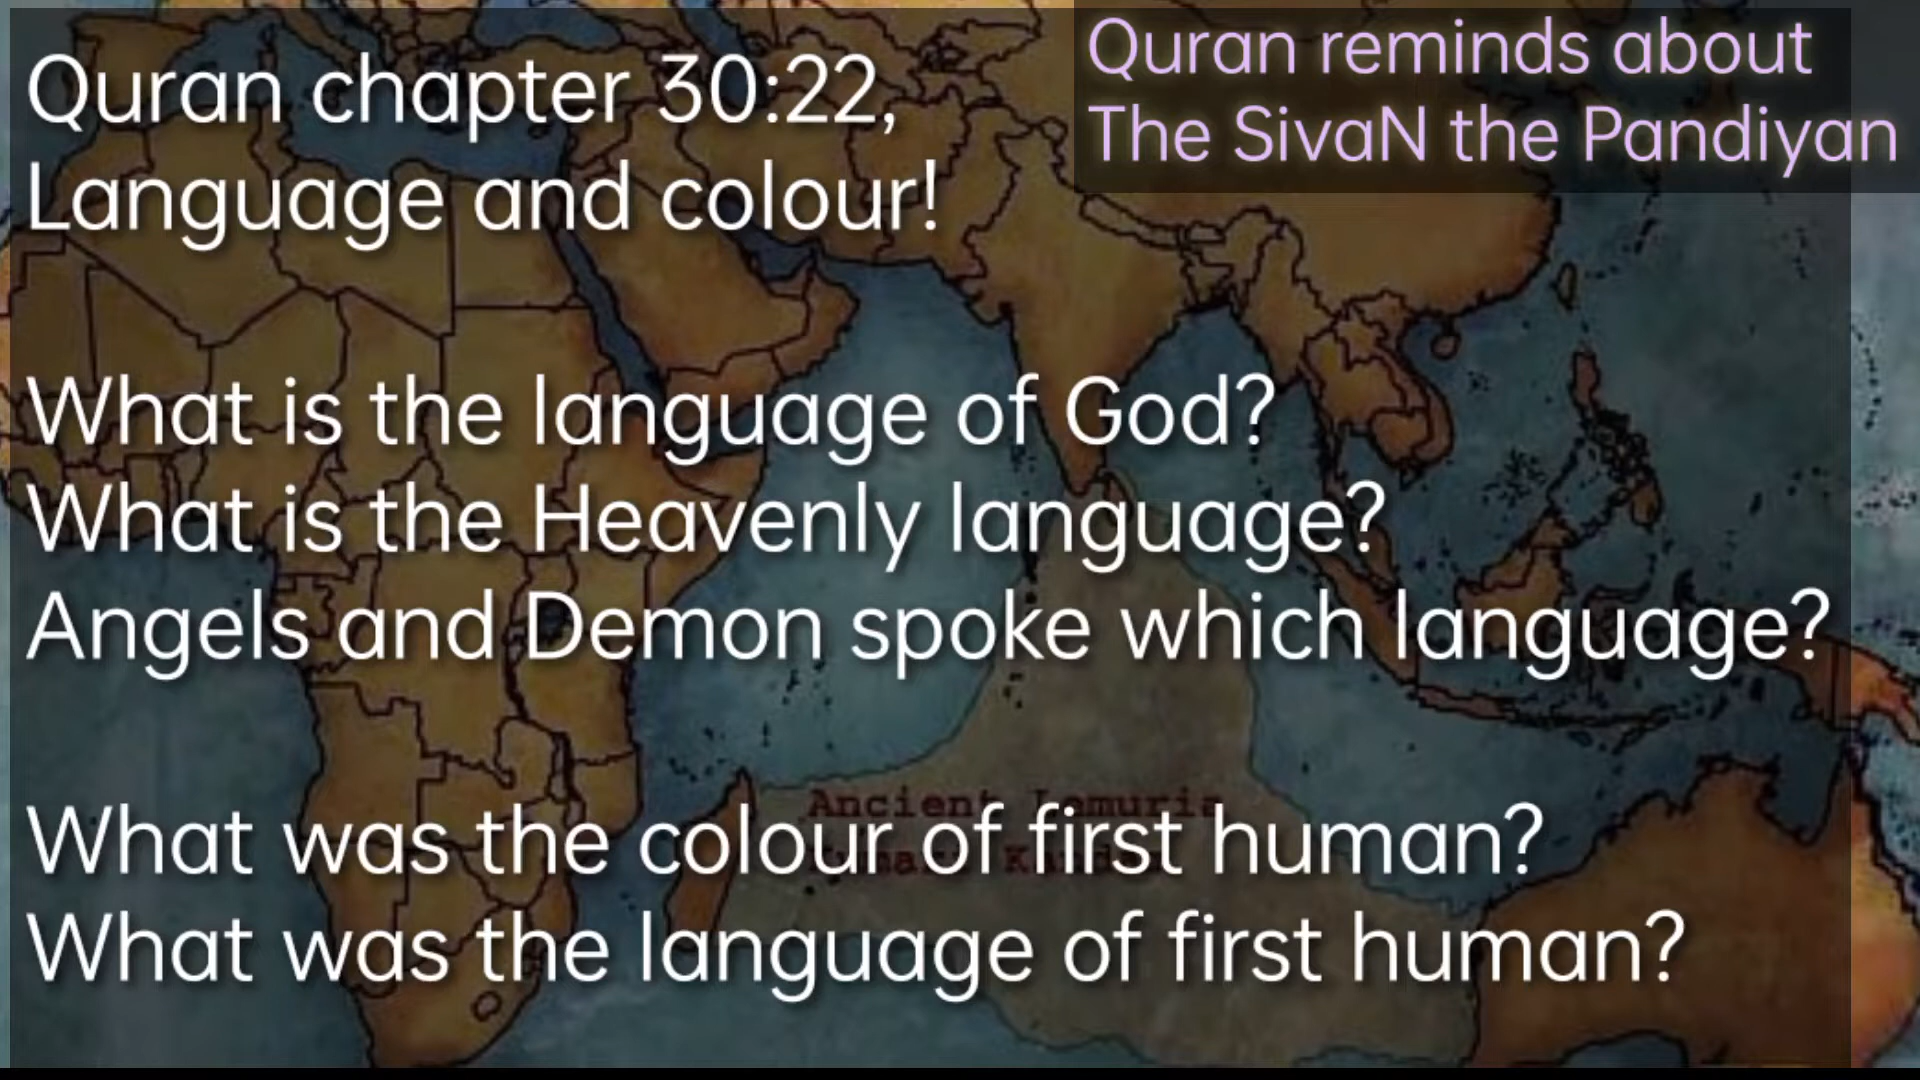 Quran reminds about
The SivaN the Pandiyan
Quran chapter 30:22,
Language and colour!
What is the language of God?
What is the Heavenly language?
Angels and Demon spoke which language?
Ancient Lemuria
What was the colour of first human?
What was the language of first human?